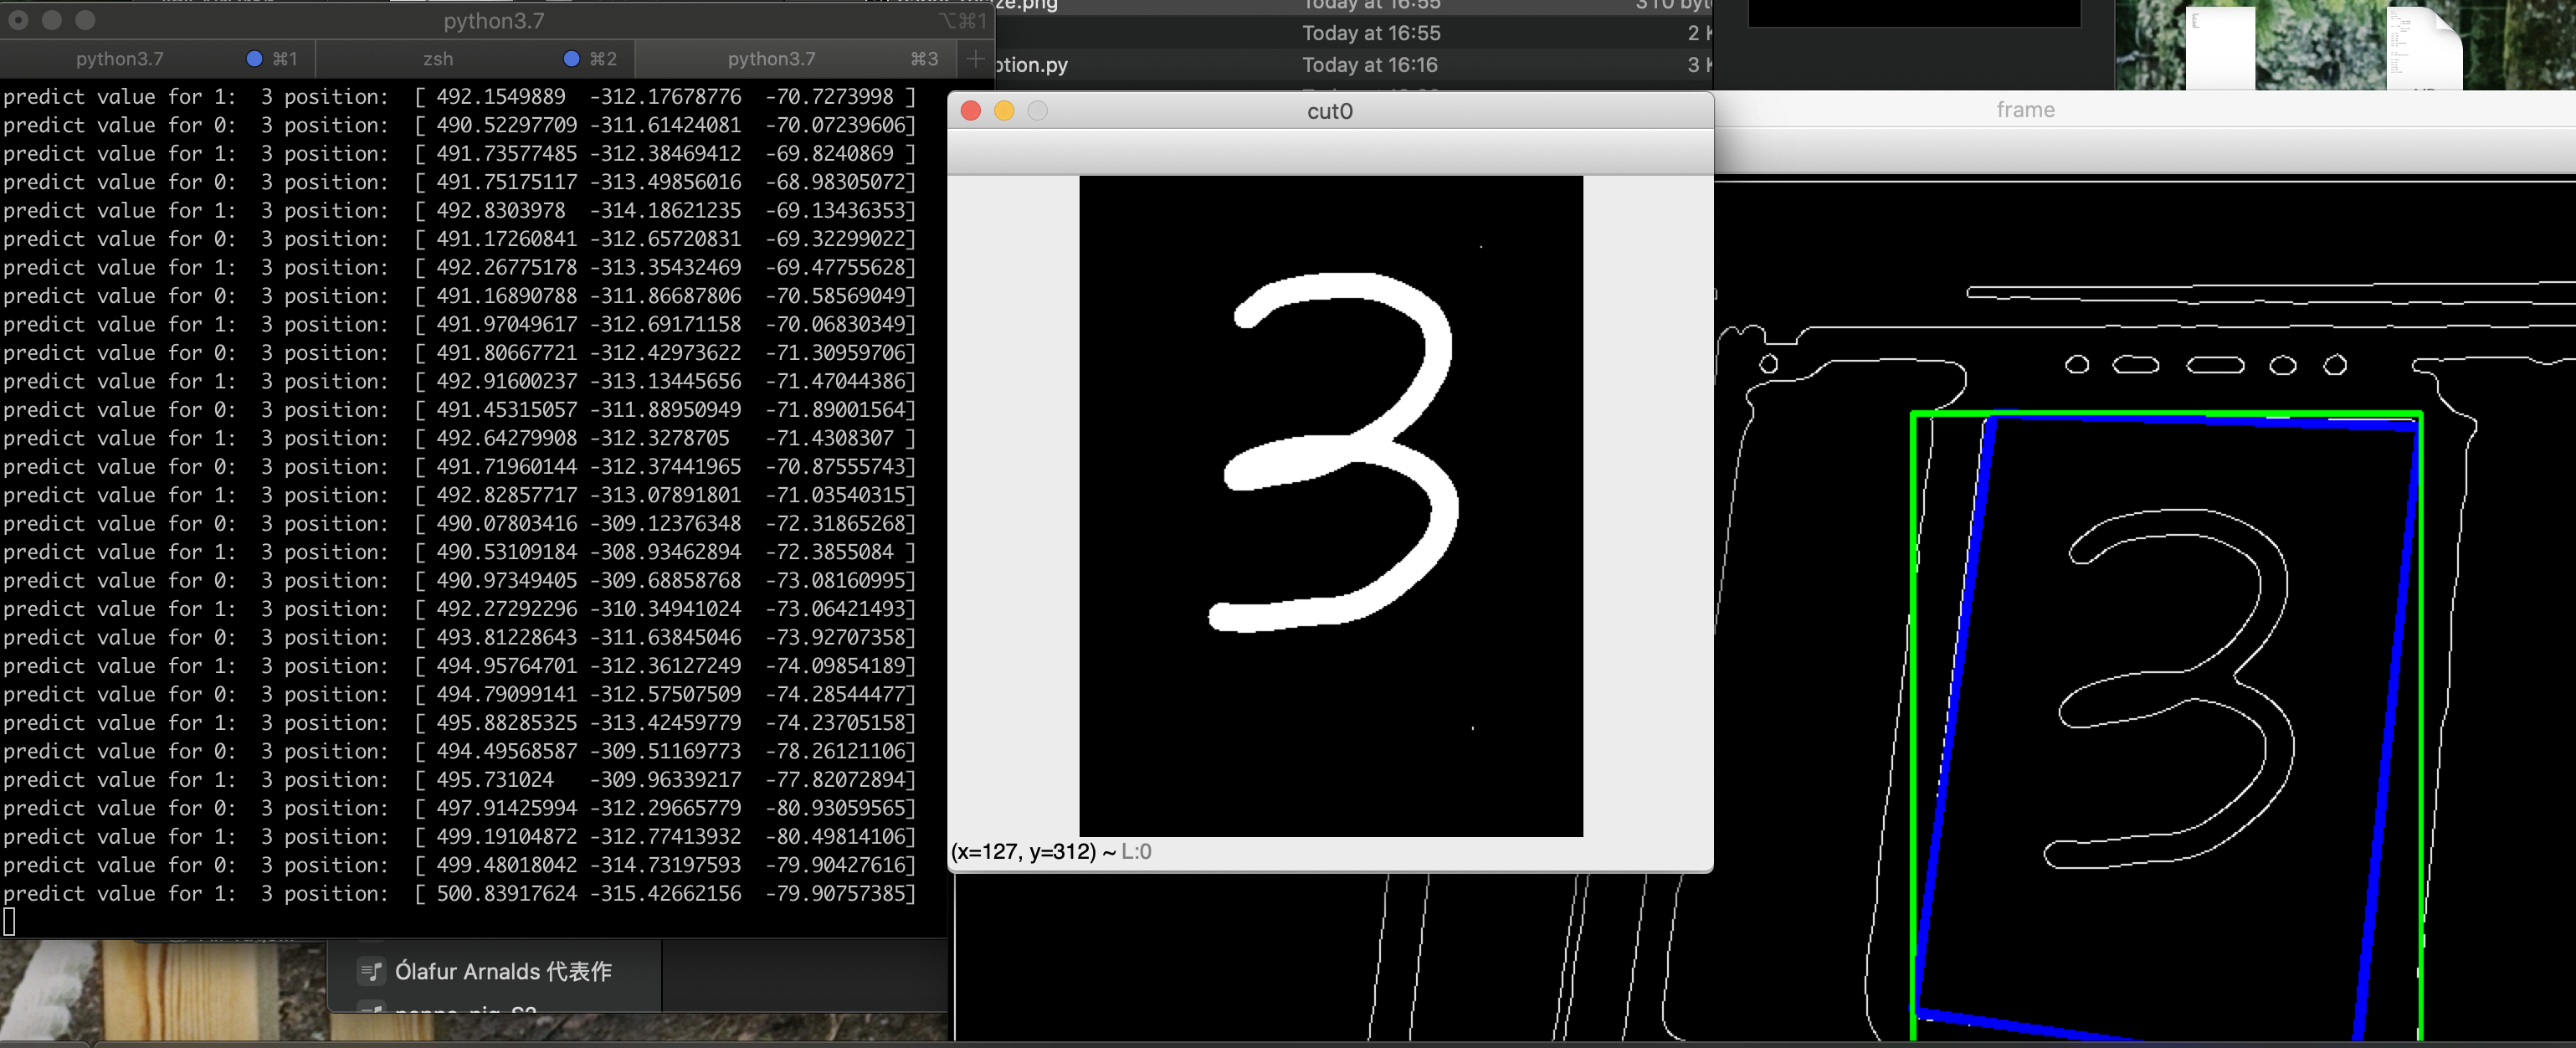 python3.7
⌥⌘1
python3.7 ⌘1
zsh ⌘2
python3.7 ⌘3
predict value for 1:  3 position:  [ 492.1549889  -312.17678776  -70.7273998 ]
predict value for 0:  3 position:  [ 490.52297709 -311.61424081  -70.07239606]
predict value for 1:  3 position:  [ 491.73577485 -312.38469412  -69.8240869 ]
predict value for 0:  3 position:  [ 491.75175117 -313.49856016  -68.98305072]
predict value for 1:  3 position:  [ 492.8303978  -314.18621235  -69.13436353]
predict value for 0:  3 position:  [ 491.17260841 -312.65720831  -69.32299022]
predict value for 1:  3 position:  [ 492.26775178 -313.35432469  -69.47755628]
predict value for 0:  3 position:  [ 491.16890788 -311.86687806  -70.58569049]
predict value for 1:  3 position:  [ 491.97049617 -312.69171158  -70.06830349]
predict value for 0:  3 position:  [ 491.80667721 -312.42973622  -71.30959706]
predict value for 1:  3 position:  [ 492.91600237 -313.13445656  -71.47044386]
predict value for 0:  3 position:  [ 491.45315057 -311.88950949  -71.89001564]
predict value for 1:  3 position:  [ 492.64279908 -312.3278705   -71.4308307 ]
predict value for 0:  3 position:  [ 491.71960144 -312.37441965  -70.87555743]
predict value for 1:  3 position:  [ 492.82857717 -313.07891801  -71.03540315]
predict value for 0:  3 position:  [ 490.07803416 -309.12376348  -72.31865268]
predict value for 1:  3 position:  [ 490.53109184 -308.93462894  -72.3855084 ]
predict value for 0:  3 position:  [ 490.97349405 -309.68858768  -73.08160995]
predict value for 1:  3 position:  [ 492.27292296 -310.34941024  -73.06421493]
predict value for 0:  3 position:  [ 493.81228643 -311.63845046  -73.92707358]
predict value for 1:  3 position:  [ 494.95764701 -312.36127249  -74.09854189]
predict value for 0:  3 position:  [ 494.79099141 -312.57507509  -74.28544477]
predict value for 1:  3 position:  [ 495.88285325 -313.42459779  -74.23705158]
predict value for 0:  3 position:  [ 494.49568587 -309.51169773  -78.26121106]
predict value for 1:  3 position:  [ 495.731024   -309.96339217  -77.82072894]
predict value for 0:  3 position:  [ 497.91425994 -312.29665779  -80.93059565]
predict value for 1:  3 position:  [ 499.19104872 -312.77413932  -80.49814106]
predict value for 0:  3 position:  [ 499.48018042 -314.73197593  -79.90427616]
predict value for 1:  3 position:  [ 500.83917624 -315.42662156  -79.90757385]
Ólafur Arnalds 代表作
ze.png Today at 16:55
Today at 16:55 2
ption.py Today at 16:16 3
cut0
3
(x=127, y=312) ~ L:0
frame
3